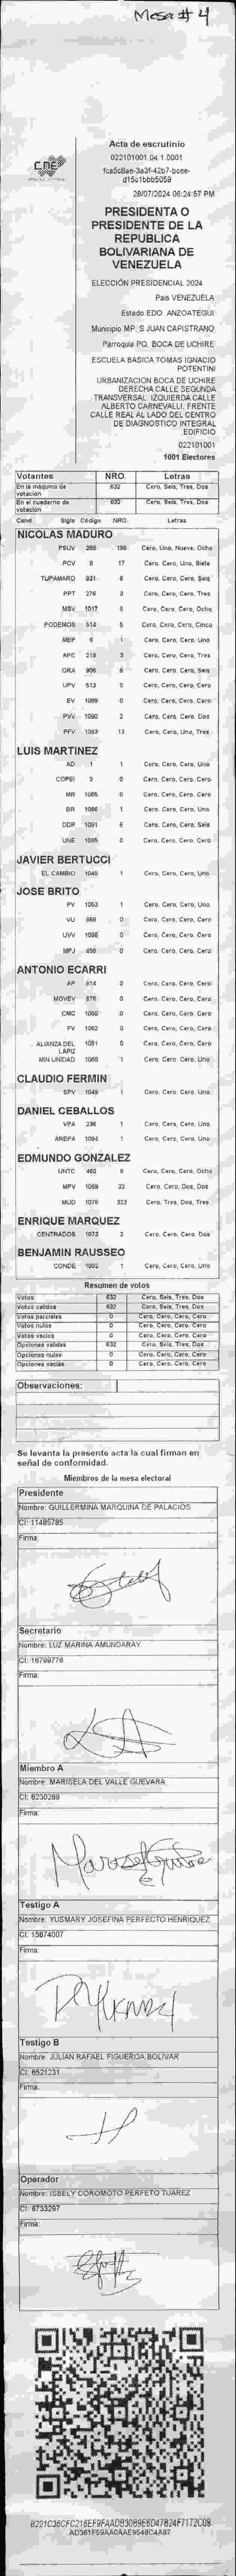 Mesa # 4
CNE
Acta de escrutinio
022101001.04.1.0001
28/07/2024 06:24:57 PM
PRESIDENTA O
PRESIDENTE DE LA
REPUBLICA
BOLIVARIANA DE
VENEZUELA
ELECCIÓN PRESIDENCIAL 2024
Pais VENEZUELA
Estado EDO. ANZOATEGUI
Municipio MP. S JUAN CAPISTRANO
Parroquia PQ. BOCA DE UCHIRE
ESCUELA BASICA TOMAS IGNACIO
POTENTINI
URBANIZACION BOCA DE UCHIRE
DERECHA CALLE SEGUNDA
TRANSVERSAL. IZQUIERDA CALLE
ALBERTO CARNEVALLI. FRENTE
CALLE REAL AL LADO DEL CENTRO
DE DIAGNOSTICO INTEGRAL
EDIFICIO
022101001
1001 Electores
Votantes NRO. Letras
En la maquina de votación 632 Cero, Seis, Tres, Dos
En el cuaderno de votación 632 Cero, Seis, Tres, Dos
Cand Sigla Código NRO. Letras
NICOLAS MADURO
PSUV 269 198 Cero, Uno, Nueve, Ocho
PCV 9 17 Cero, Cero, Uno, Siete
TUPAMARO 931 6 Cero, Cero, Cero, Seis
PPT 276 3 Cero, Cero, Cero, Tres
MSV 1017 8 Cero, Cero, Cero, Ocho
PODEMOS 514 5 Cero, Cero, Cero, Cinco
MEP 6 1 Cero, Cero, Cero, Uno
APC 219 3 Cero, Cero, Cero, Tres
ORA 906 6 Cero, Cero, Cero, Seis
UPV 513 0 Cero, Cero, Cero, Cero
EV 1089 0 Cero, Cero, Cero, Cero
PVV 1090 2 Cero, Cero, Cero, Dos
PFV 1093 13 Cero, Cero, Uno, Tres
LUIS MARTINEZ
AD 1 1 Cero, Cero, Cero, Uno
COPEI 2 0 Cero, Cero, Cero, Cero
MR 1065 0 Cero, Cero, Cero, Cero
BR 1066 1 Cero, Cero, Cero, Uno
DDP 1091 6 Cero, Cero, Cero, Seis
UNE 1095 0 Cero, Cero, Cero, Cero
JAVIER BERTUCCI
EL CAMBIO 1048 1 Cero, Cero, Cero, Uno
JOSE BRITO
PV 1053 1 Cero, Cero, Cero, Uno
VU 868 0 Cero, Cero, Cero, Cero
UVV 1096 0 Cero, Cero, Cero, Cero
MPJ 458 0 Cero, Cero, Cero, Cero
ANTONIO ECARRI
AP 914 0 Cero, Cero, Cero, Cero
MOVEV 878 0 Cero, Cero, Cero, Cero
CMC 1050 0 Cero, Cero, Cero, Cero
FV 1062 0 Cero, Cero, Cero, Cero
ALIANZA DEL LAPIZ 1061 0 Cero, Cero, Cero, Cero
MIN UNIDAD 1068 1 Cero, Cero, Cero, Uno
CLAUDIO FERMIN
SPV 1049 1 Cero, Cero, Cero, Uno
DANIEL CEBALLOS
VPA 236 1 Cero, Cero, Cero, Uno
AREPA 1094 1 Cero, Cero, Cero, Uno
EDMUNDO GONZALEZ
UNTC 460 8 Cero, Cero, Cero, Ocho
MPV 1069 22 Cero, Cero, Dos, Dos
MUD 1076 323 Cero, Tres, Dos, Tres
ENRIQUE MARQUEZ
CENTRADOS 1073 2 Cero, Cero, Cero, Dos
BENJAMIN RAUSSEO
CONDE 1092 1 Cero, Cero, Cero, Uno
Resumen de votos
Votos 632 Cero, Seis, Tres, Dos
Votos validos 632 Cero, Seis, Tres, Dos
Votos parciales 0 Cero, Cero, Cero, Cero
Votos nulos 0 Cero, Cero, Cero, Cero
Votos vacios 0 Cero, Cero, Cero, Cero
Opciones validas 632 Cero, Seis, Tres, Dos
Opciones nulas 0 Cero, Cero, Cero, Cero
Opciones vacias 0 Cero, Cero, Cero, Cero
Observaciones:
Se levanta la presente acta la cual firman en
señal de conformidad.
Miembros de la mesa electoral
Presidente
Nombre: GUILLERMINA MARQUINA DE PALACIOS
CI: 11485785
Firma:
Secretario
Nombre: LUZ MARINA AMUNDARAY
CI: 16799776
Firma:
Miembro A
Nombre: MARISELA DEL VALLE GUEVARA
CI: 8230289
Firma:
Testigo A
Nombre: YUSMARY JOSEFINA PERFECTO HENRIQUEZ
CI: 15874007
Firma:
Testigo B
Nombre: JULIAN RAFAEL FIGUEROA BOLIVAR
CI: 6521231
Firma:
Operador
Nombre: ISBELY COROMOTO PERFETO TUAREZ
CI: 6733297
Firma: